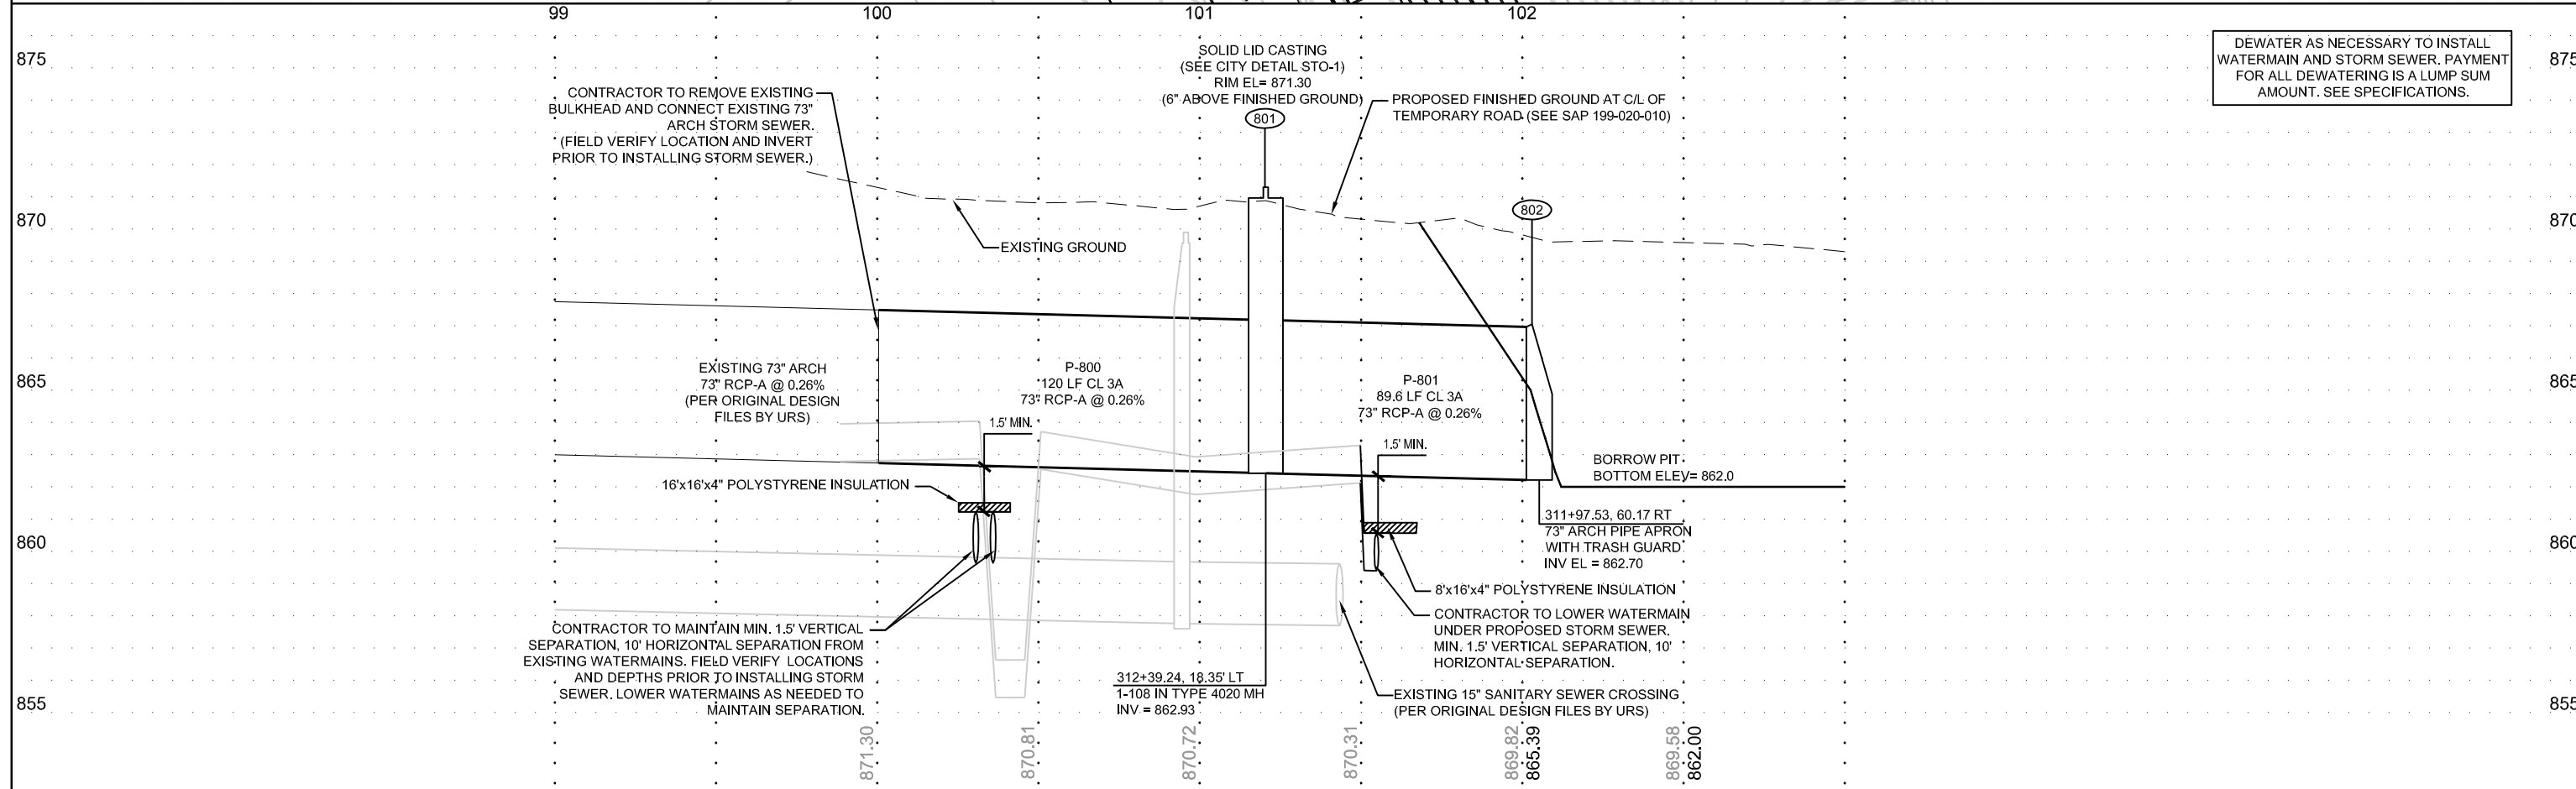 99
100
101
102
875
870
865
860
855
875
870
865
860
855
DEWATER AS NECESSARY TO INSTALL
WATERMAIN AND STORM SEWER. PAYMENT
FOR ALL DEWATERING IS A LUMP SUM
AMOUNT. SEE SPECIFICATIONS.
SOLID LID CASTING
(SEE CITY DETAIL STO-1)
RIM EL= 871.30
(6" ABOVE FINISHED GROUND)
801
CONTRACTOR TO REMOVE EXISTING
BULKHEAD AND CONNECT EXISTING 73"
ARCH STORM SEWER.
(FIELD VERIFY LOCATION AND INVERT
PRIOR TO INSTALLING STORM SEWER.)
PROPOSED FINISHED GROUND AT C/L OF
TEMPORARY ROAD (SEE SAP 199-020-010)
802
EXISTING GROUND
EXISTING 73" ARCH
73" RCP-A @ 0.26%
(PER ORIGINAL DESIGN
FILES BY URS)
P-800
120 LF CL 3A
73" RCP-A @ 0.26%
P-801
89.6 LF CL 3A
73" RCP-A @ 0.26%
1.5' MIN.
1.5' MIN.
16'x16'x4" POLYSTYRENE INSULATION
BORROW PIT
BOTTOM ELEV= 862.0
311+97.53, 60.17 RT
73" ARCH PIPE APRON
WITH TRASH GUARD
INV EL = 862.70
8'x16'x4" POLYSTYRENE INSULATION
CONTRACTOR TO LOWER WATERMAIN
UNDER PROPOSED STORM SEWER.
MIN. 1.5' VERTICAL SEPARATION, 10'
HORIZONTAL SEPARATION.
CONTRACTOR TO MAINTAIN MIN. 1.5' VERTICAL
SEPARATION, 10' HORIZONTAL SEPARATION FROM
EXISTING WATERMAINS. FIELD VERIFY LOCATIONS
AND DEPTHS PRIOR TO INSTALLING STORM
SEWER. LOWER WATERMAINS AS NEEDED TO
MAINTAIN SEPARATION.
312+39.24, 18.35' LT
1-108 IN TYPE 4020 MH
INV = 862.93
EXISTING 15" SANITARY SEWER CROSSING
(PER ORIGINAL DESIGN FILES BY URS)
871.30
870.81
870.72
870.31
869.82
865.39
869.58
862.00